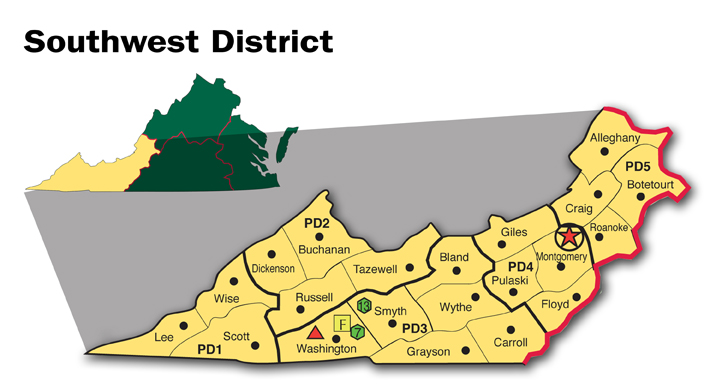 Southwest District
Alleghany
PD5
Botetourt
Craig
Roanoke
PD2
Giles
Buchanan
Montgomery
Bland
PD4
Dickenson
Tazewell
Pulaski
Wise
Russell
Floyd
13
Smyth
Wythe
F
7
PD3
Lee
Scott
Carroll
PD1
Washington
Grayson